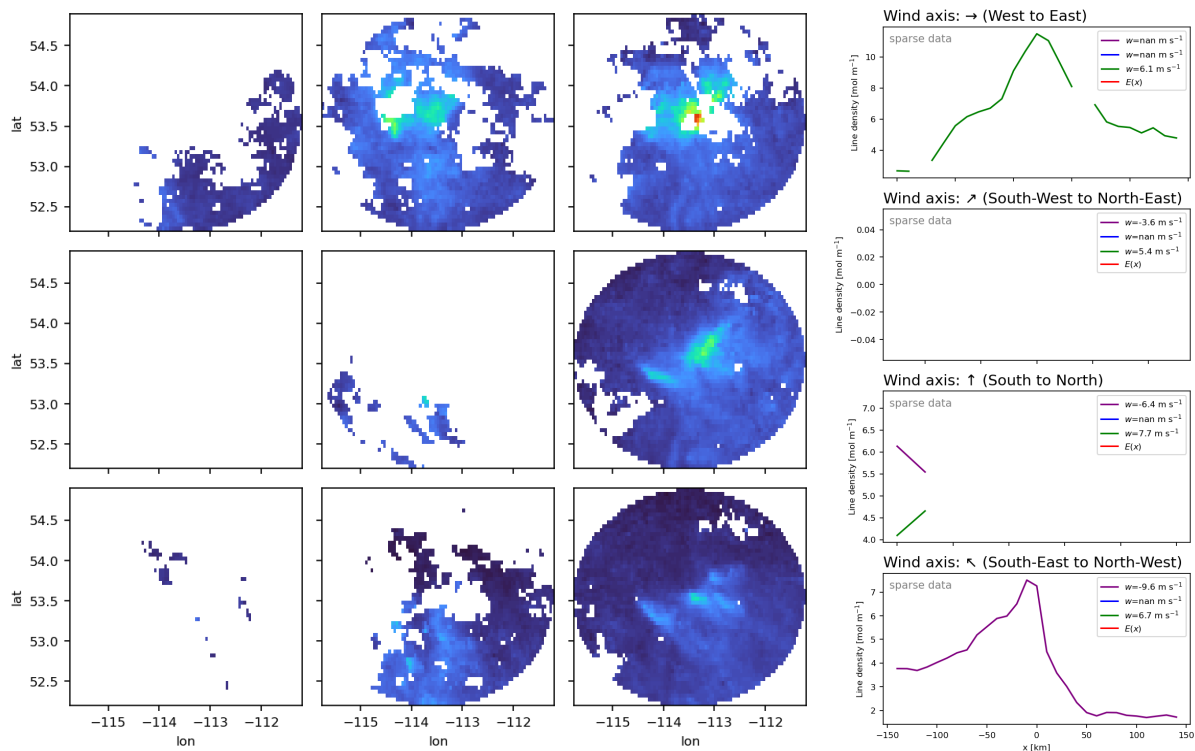 54.5
54.0
53.5
53.0
52.5
lat
54.5
54.0
53.5
53.0
52.5
lat
54.5
54.0
53.5
53.0
52.5
lat
−115 −114 −113 −112
lon
−115 −114 −113 −112
lon
−115 −114 −113 −112
lon
Wind axis: → (West to East)
sparse data
w=nan m s⁻¹
w=nan m s⁻¹
w=6.1 m s⁻¹
E(x)
10
8
6
4
Line density [mol m⁻¹]
Wind axis: ↗ (South-West to North-East)
sparse data
w=-3.6 m s⁻¹
w=nan m s⁻¹
w=5.4 m s⁻¹
E(x)
0.04
0.02
0.00
−0.02
−0.04
Line density [mol m⁻¹]
Wind axis: ↑ (South to North)
sparse data
w=-6.4 m s⁻¹
w=nan m s⁻¹
w=7.7 m s⁻¹
E(x)
7.0
6.5
6.0
5.5
5.0
4.5
4.0
Line density [mol m⁻¹]
Wind axis: ↖ (South-East to North-West)
sparse data
w=-9.6 m s⁻¹
w=nan m s⁻¹
w=6.7 m s⁻¹
E(x)
7
6
5
4
3
2
Line density [mol m⁻¹]
−150 −100 −50 0 50 100 150
x [km]